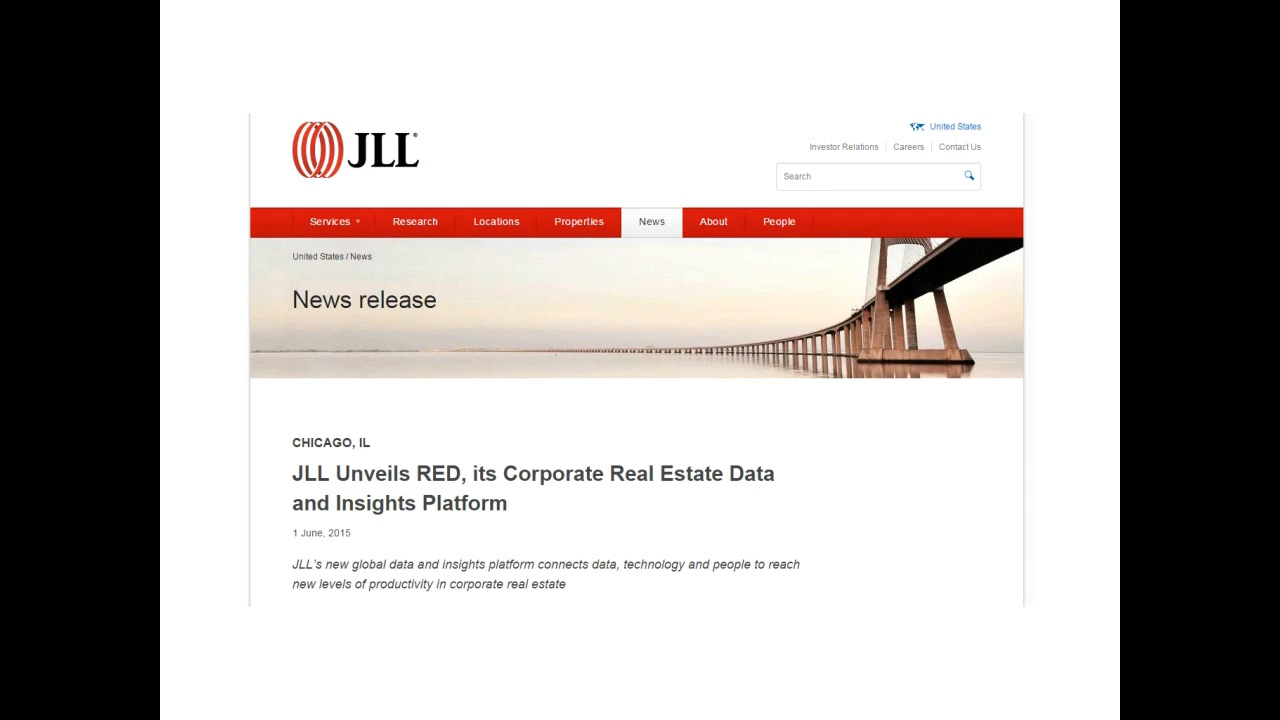 JLL®
United States
Investor Relations
Careers
Contact Us
Search
Services
Research
Locations
Properties
News
About
People
United States / News
News release
CHICAGO, IL
JLL Unveils RED, its Corporate Real Estate Data
and Insights Platform
1 June, 2015
JLL's new global data and insights platform connects data, technology and people to reach
new levels of productivity in corporate real estate